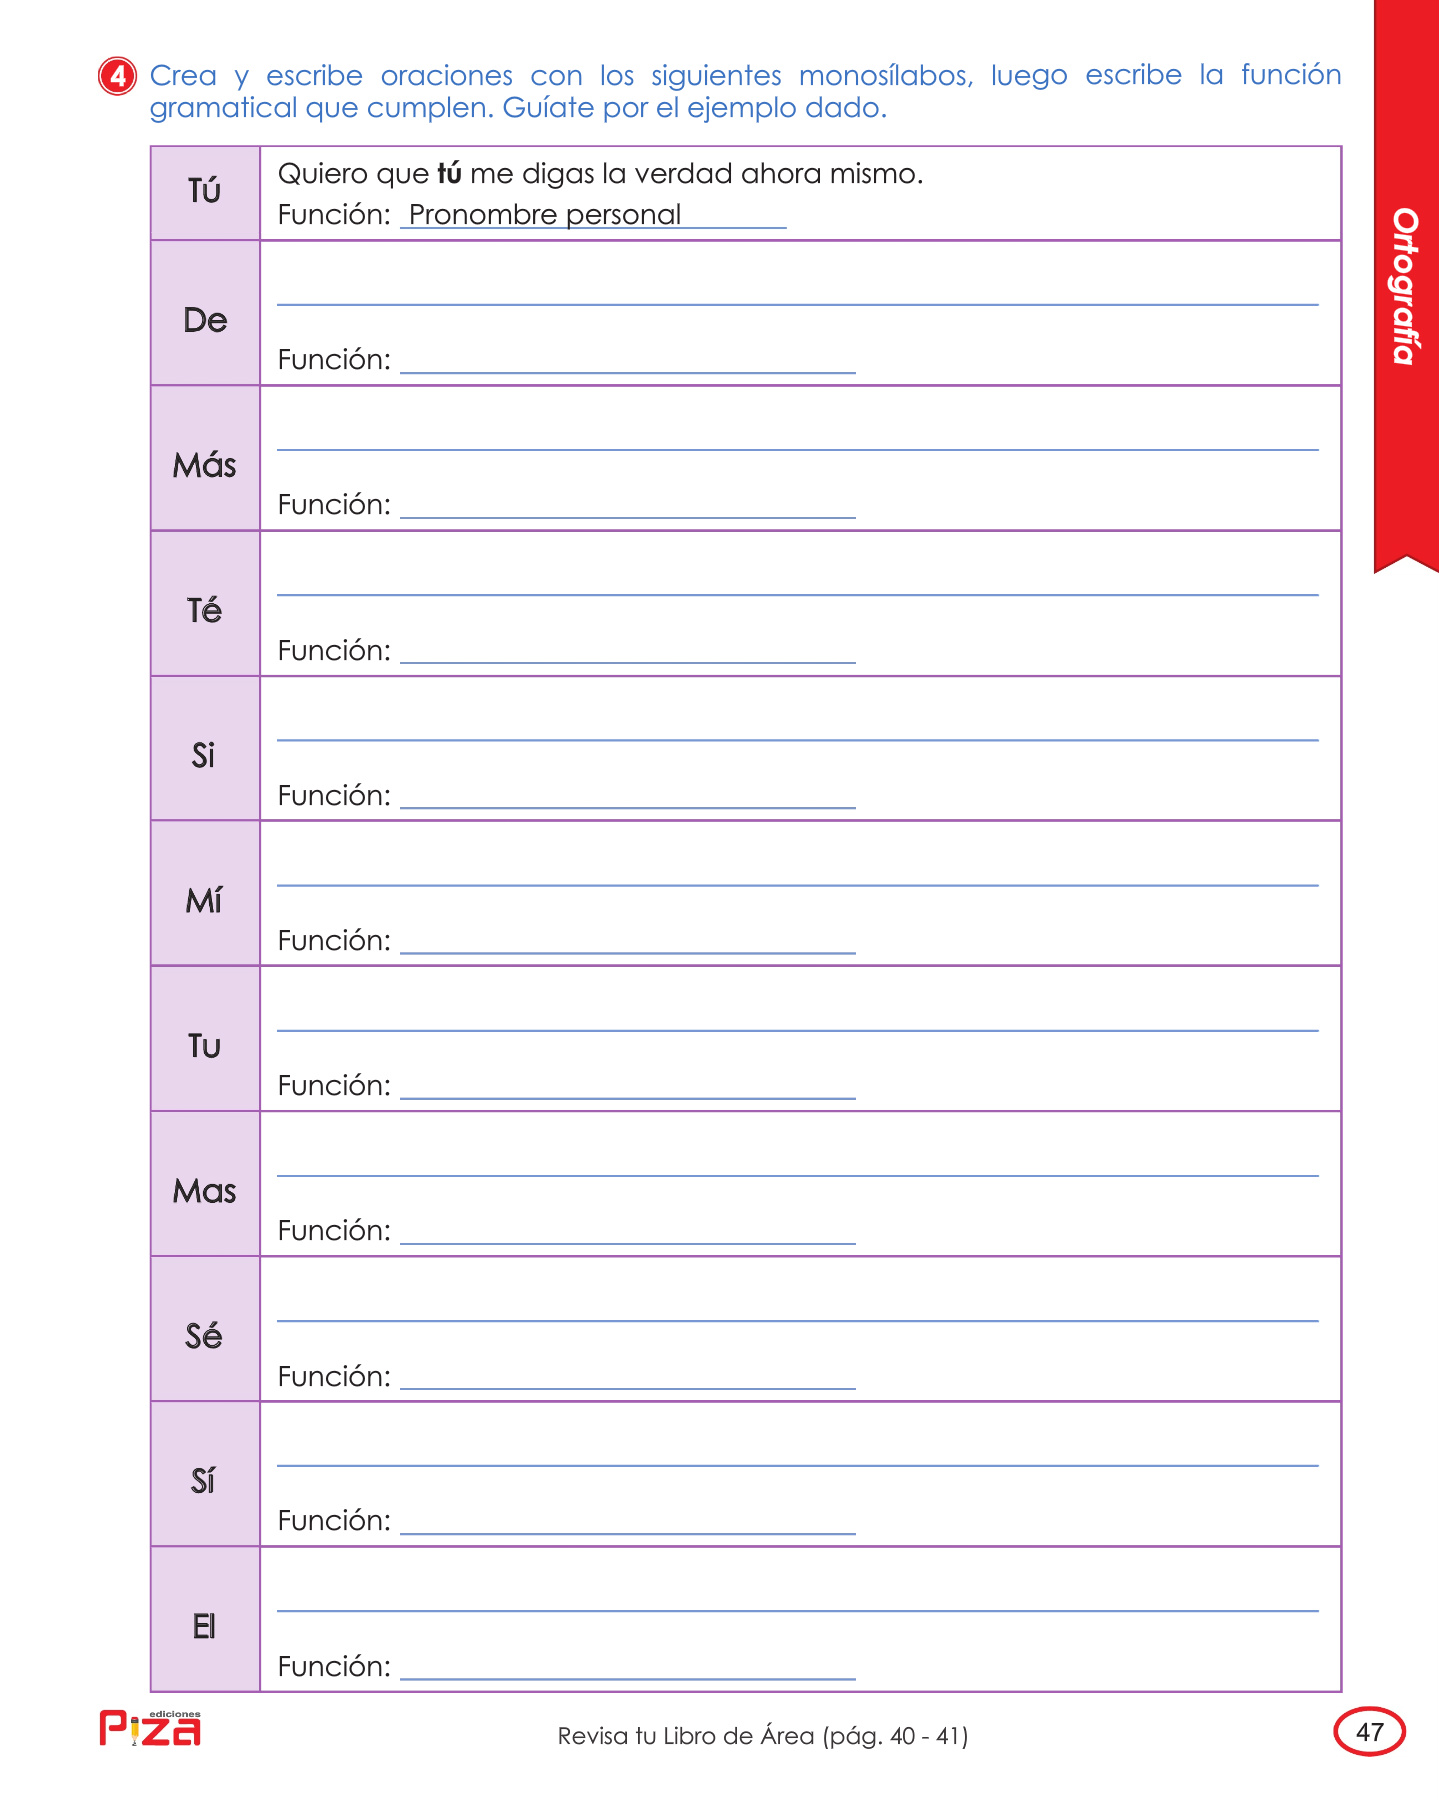 4 Crea y escribe oraciones con los siguientes monosílabos, luego escribe la función
gramatical que cumplen. Guíate por el ejemplo dado.
Tú
Quiero que tú me digas la verdad ahora mismo.
Función: Pronombre personal
De
Función:
Más
Función:
Té
Función:
Si
Función:
Mí
Función:
Tu
Función:
Mas
Función:
Sé
Función:
Sí
Función:
El
Función:
Ortografía
ediciones
Piza
Revisa tu Libro de Área (pág. 40 - 41)
47